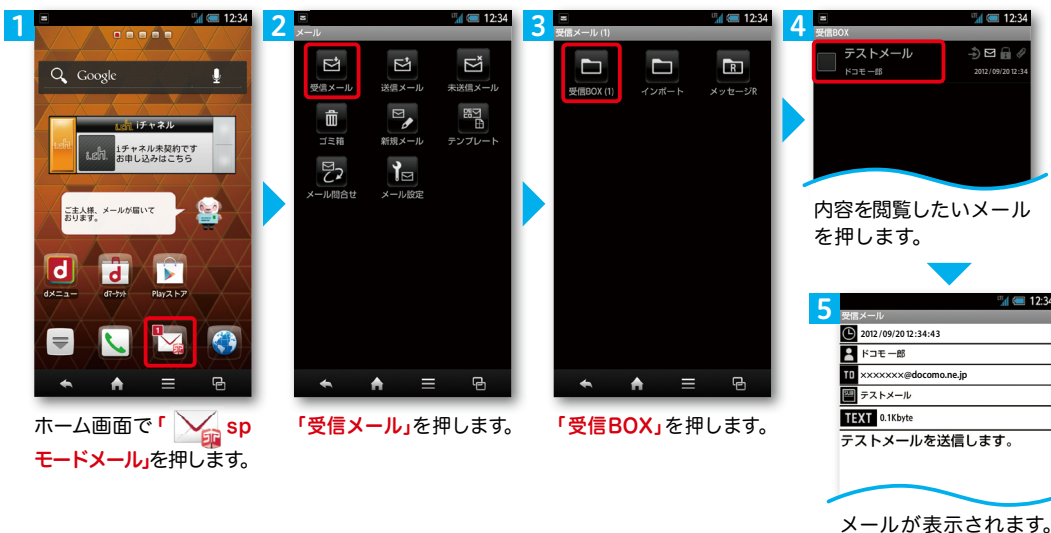 1
12:34
Google
i.ch. iチャネル
i.ch.
i.ch.
iチャネル未契約です
お申し込みはこちら
ご主人様、メールが届いて
おります。
dメニュー
dマーケット
Playストア
1
ホーム画面で「 sp
モードメール」を押します。
2
12:34
メール
受信メール
送信メール
未送信メール
ゴミ箱
新規メール
テンプレート
メール問合せ
メール設定
「受信メール」を押します。
3
12:34
受信メール (1)
受信BOX (1)
インポート
メッセージR
「受信BOX」を押します。
4
12:34
受信BOX
テストメール
ドコモ一郎
2012/09/20 12:34
内容を閲覧したいメール
を押します。
5
12:34
受信メール
2012/09/20 12:34:43
ドコモ一郎
TO ×××××××@docomo.ne.jp
SUB テストメール
TEXT 0.1Kbyte
テストメールを送信します。
メールが表示されます。